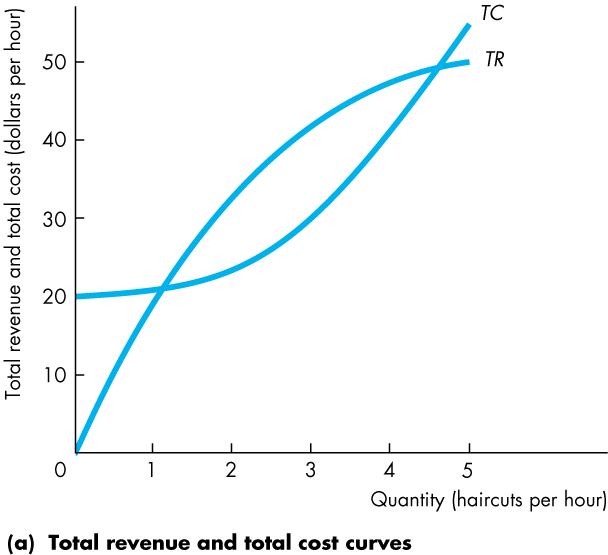 Total revenue and total cost (dollars per hour)
50
40
30
20
10
0
1
2
3
4
5
TC
TR
Quantity (haircuts per hour)
(a) Total revenue and total cost curves